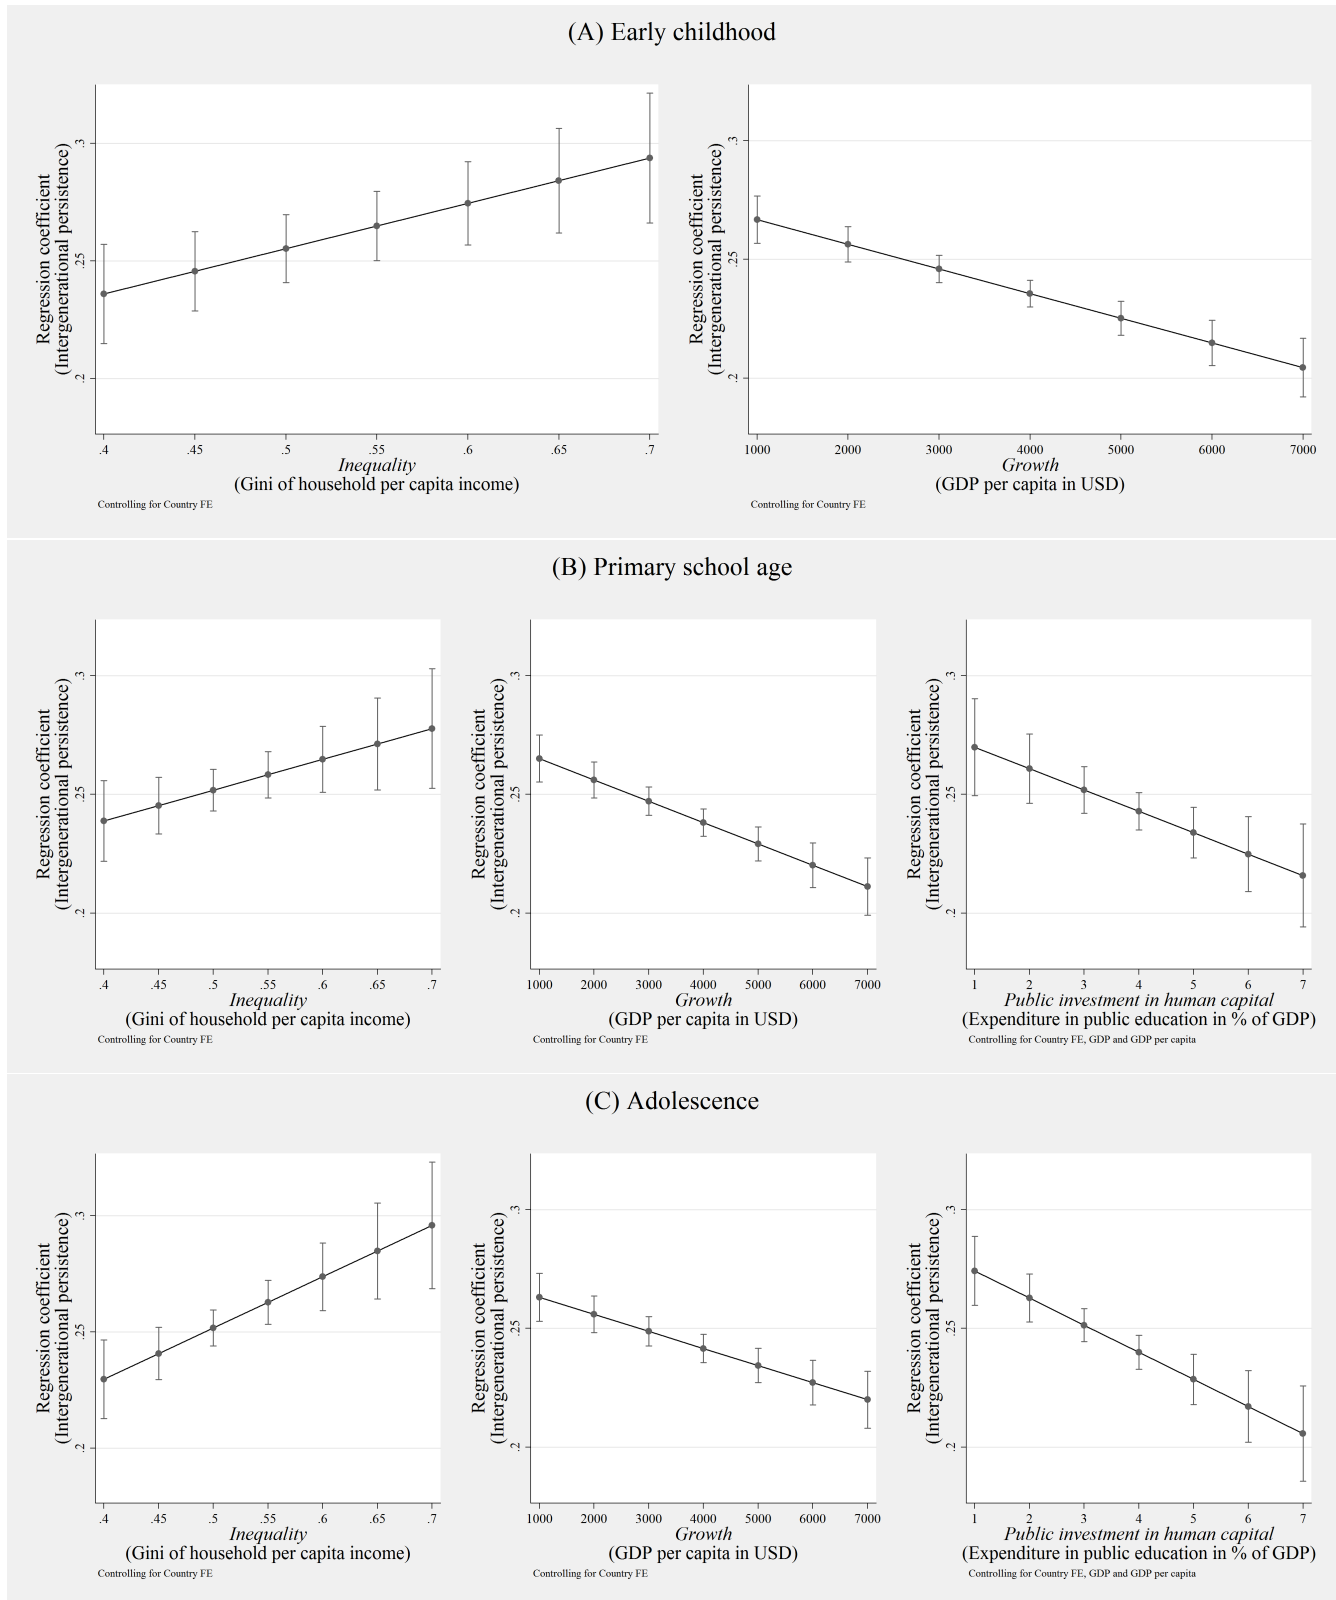 (A) Early childhood
Regression coefficient
(Intergenerational persistence)
.3
.25
.2
.4 .45 .5 .55 .6 .65 .7
Inequality
(Gini of household per capita income)
Controlling for Country FE
Regression coefficient
(Intergenerational persistence)
.3
.25
.2
1000 2000 3000 4000 5000 6000 7000
Growth
(GDP per capita in USD)
Controlling for Country FE
(B) Primary school age
Regression coefficient
(Intergenerational persistence)
.3
.25
.2
.4 .45 .5 .55 .6 .65 .7
Inequality
(Gini of household per capita income)
Controlling for Country FE
Regression coefficient
(Intergenerational persistence)
.3
.25
.2
1000 2000 3000 4000 5000 6000 7000
Growth
(GDP per capita in USD)
Controlling for Country FE
Regression coefficient
(Intergenerational persistence)
.3
.25
.2
1 2 3 4 5 6 7
Public investment in human capital
(Expenditure in public education in % of GDP)
Controlling for Country FE, GDP and GDP per capita
(C) Adolescence
Regression coefficient
(Intergenerational persistence)
.3
.25
.2
.4 .45 .5 .55 .6 .65 .7
Inequality
(Gini of household per capita income)
Controlling for Country FE
Regression coefficient
(Intergenerational persistence)
.3
.25
.2
1000 2000 3000 4000 5000 6000 7000
Growth
(GDP per capita in USD)
Controlling for Country FE
Regression coefficient
(Intergenerational persistence)
.3
.25
.2
1 2 3 4 5 6 7
Public investment in human capital
(Expenditure in public education in % of GDP)
Controlling for Country FE, GDP and GDP per capita